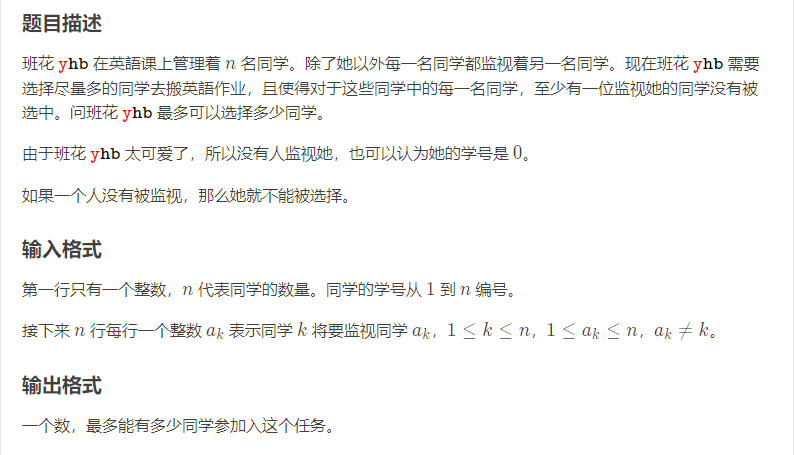 题目描述
班花 yhb 在英語课上管理着 n 名同学。除了她以外每一名同学都监视着另一名同学。现在班花 yhb 需要
选择尽量多的同学去搬英語作业，且使得对于这些同学中的每一名同学，至少有一位监视她的同学没有被
选中。问班花 yhb 最多可以选择多少同学。
由于班花 yhb 太可爱了，所以没有人监视她，也可以认为她的学号是 0。
如果一个人没有被监视，那么她就不能被选择。
输入格式
第一行只有一个整数，n 代表同学的数量。同学的学号从 1 到 n 编号。
接下来 n 行每行一个整数 aₖ 表示同学 k 将要监视同学 aₖ，1 ≤ k ≤ n，1 ≤ aₖ ≤ n，aₖ ≠ k。
输出格式
一个数，最多能有多少同学参加入这个任务。